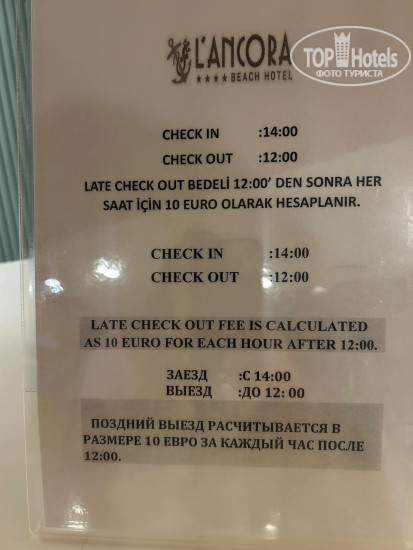 L'ANCORA
★★★★ BEACH HOTEL
TOP Hotels
ФОТО ТУРИСТА
CHECK IN :14:00
CHECK OUT :12:00
LATE CHECK OUT BEDELİ 12:00' DEN SONRA HER
SAAT İÇİN 10 EURO OLARAK HESAPLANIR.
CHECK IN :14:00
CHECK OUT :12:00
LATE CHECK OUT FEE IS CALCULATED
AS 10 EURO FOR EACH HOUR AFTER 12:00.
ЗАЕЗД :С 14:00
ВЫЕЗД :ДО 12: 00
ПОЗДНИЙ ВЫЕЗД РАСЧИТЫВАЕТСЯ В
РАЗМЕРЕ 10 ЕВРО ЗА КАЖДЫЙ ЧАС ПОСЛЕ
12:00.